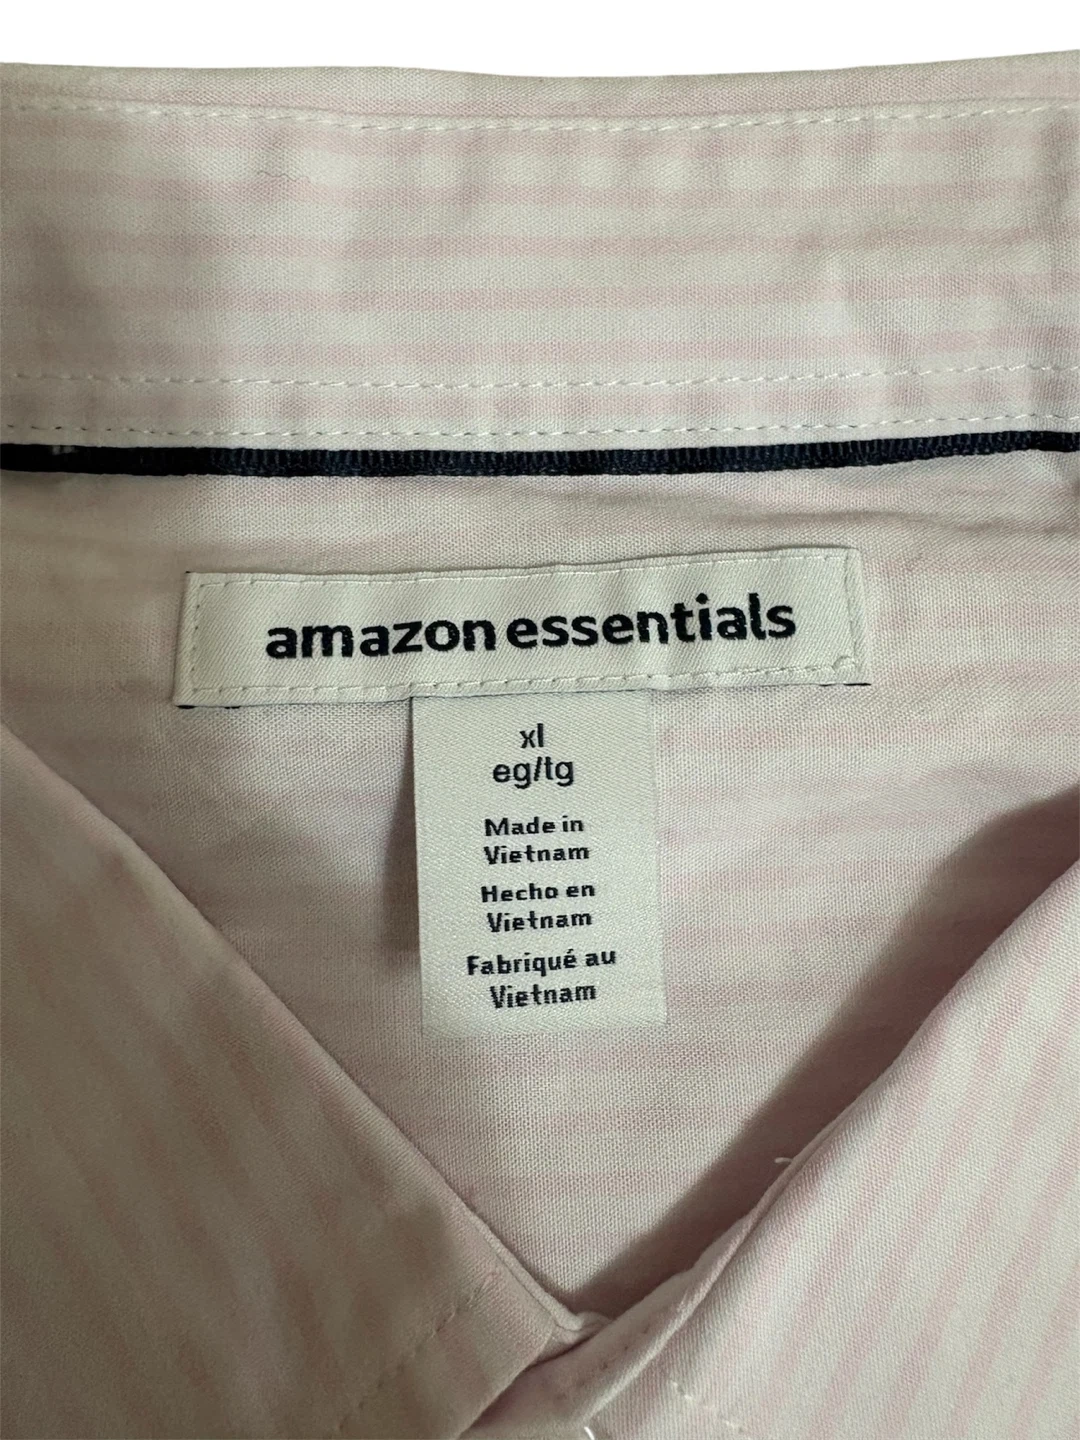 amazon essentials
xl
eg/tg
Made in
Vietnam
Hecho en
Vietnam
Fabriqué au
Vietnam